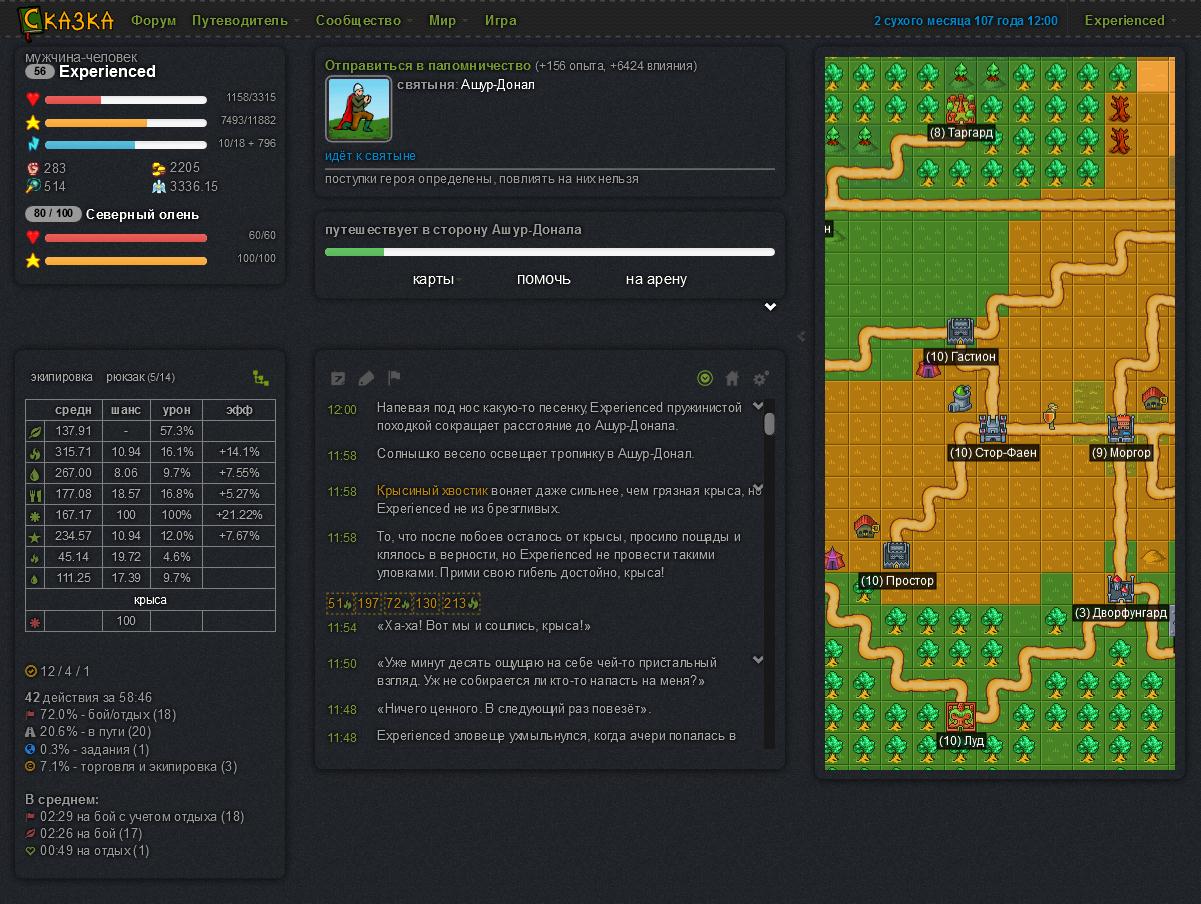 СКАЗКА
Форум Путеводитель Сообщество Мир Игра
2 сухого месяца 107 года 12:00
Experienced
мужчина-человек
56 Experienced
1158/3315
7493/11882
10/18 + 796
283 2205
514 3336.15
80 / 100 Северный олень
60/60
100/100
Отправиться в паломничество (+156 опыта, +6424 влияния)
святыня: Ашур-Донал
идёт к святыне
поступки героя определены, повлиять на них нельзя
путешествует в сторону Ашур-Донала
карты ПОМОЧЬ на арену
экипировка рюкзак (5/14)
средн шанс урон эфф
137.91 - 57.3%
315.71 10.94 16.1% +14.1%
267.00 8.06 9.7% +7.55%
177.08 18.57 16.8% +5.27%
167.17 100 100% +21.22%
234.57 10.94 12.0% +7.67%
45.14 19.72 4.6%
111.25 17.39 9.7%
крыса
100
12 / 4 / 1
42 действия за 58:46
72.0% - бой/отдых (18)
20.6% - в пути (20)
0.3% - задания (1)
7.1% - торговля и экипировка (3)
В среднем:
02:29 на бой с учетом отдыха (18)
02:26 на бой (17)
00:49 на отдых (1)
12:00 Напевая под нос какую-то песенку, Experienced пружинистой
походкой сокращает расстояние до Ашур-Донала.
11:58 Солнышко весело освещает тропинку в Ашур-Донал.
11:58 Крысиный хвостик воняет даже сильнее, чем грязная крыса, но
Experienced не из брезгливых.
11:58 То, что после побоев осталось от крысы, просило пощады и
клялось в верности, но Experienced не провести такими
уловками. Прими свою гибель достойно, крыса!
51 197 72 130 213
11:54 «Ха-ха! Вот мы и сошлись, крыса!»
11:50 «Уже минут десять ощущаю на себе чей-то пристальный
взгляд. Уж не собирается ли кто-то напасть на меня?»
11:48 «Ничего ценного. В следующий раз повезёт».
11:48 Experienced зловеще ухмыльнулся, когда ачери попалась в
(8) Таргард
н
(10) Гастион
(10) Стор-Фаен
(9) Моргор
(10) Простор
(3) Дворфунгард
(10) Луд